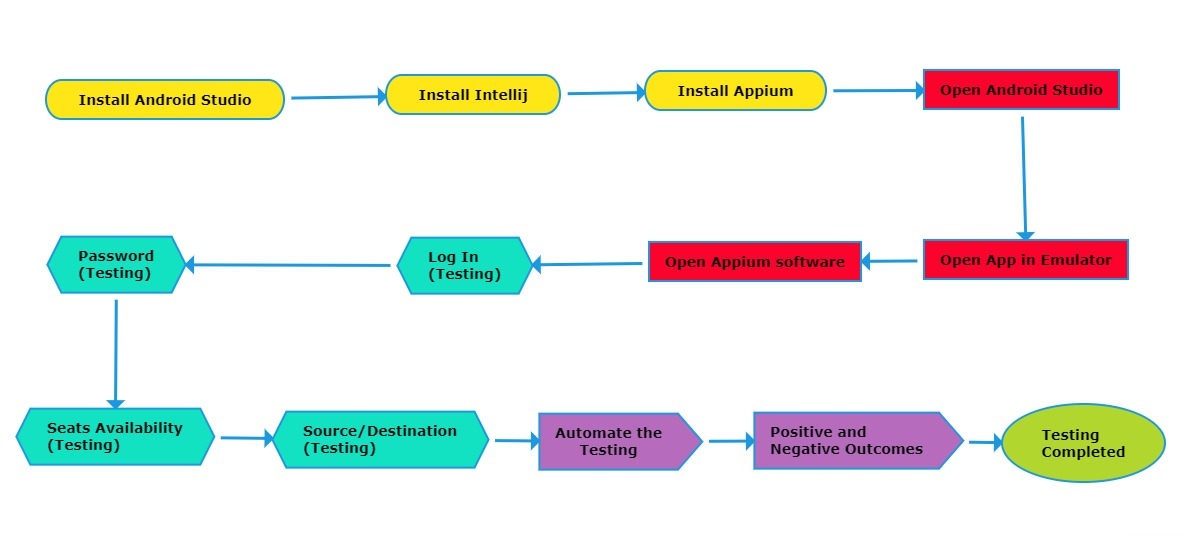 Install Android Studio
Install Intellij
Install Appium
Open Android Studio
Open App in Emulator
Open Appium software
Log In
(Testing)
Password
(Testing)
Seats Availability
(Testing)
Source/Destination
(Testing)
Automate the
Testing
Positive and
Negative Outcomes
Testing
Completed